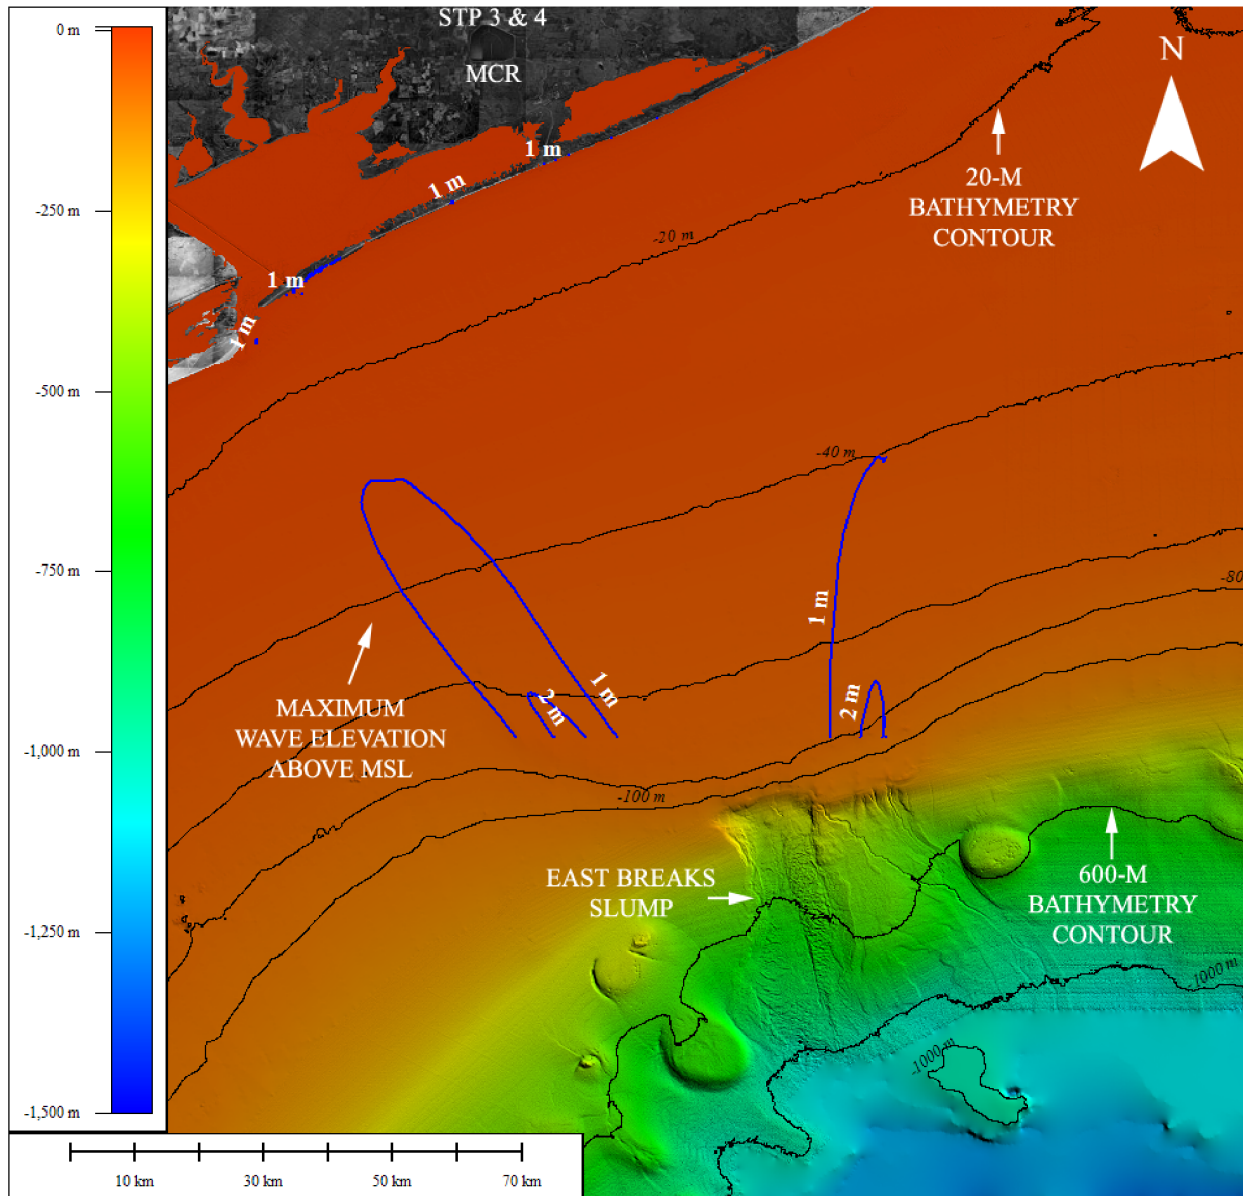 STP 3 & 4
MCR
N
0 m
-250 m
-500 m
-750 m
-1,000 m
-1,250 m
-1,500 m
1 m
1 m
1 m
1 m
20-M
BATHYMETRY
CONTOUR
-20 m
-40 m
-80
1 m
1 m
2 m
2 m
MAXIMUM
WAVE ELEVATION
ABOVE MSL
-100 m
EAST BREAKS
SLUMP
600-M
BATHYMETRY
CONTOUR
-1000 m
-1000 m
10 km
30 km
50 km
70 km